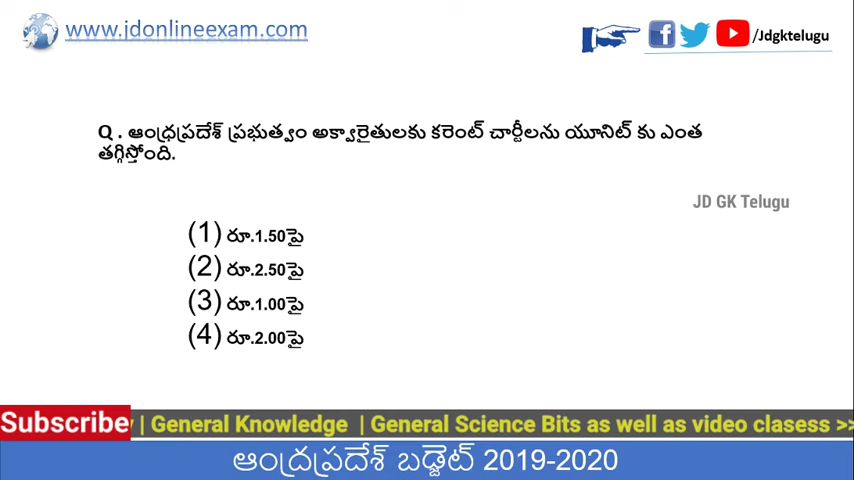 www.jdonlineexam.com
/Jdgktelugu
Q . ఆంధ్రప్రదేశ్ ప్రభుత్వం అక్వారైతులకు కరెంట్ చార్జీలను యూనిట్ కు ఎంత
తగ్గిస్తోంది.
JD GK Telugu
(1) రూ.1.50పై
(2) రూ.2.50పై
(3) రూ.1.00పై
(4) రూ.2.00పై
Subscribe | General Knowledge | General Science Bits as well as video clasess >>
ఆంద్రప్రదేశ్ బడ్జెట్ 2019-2020